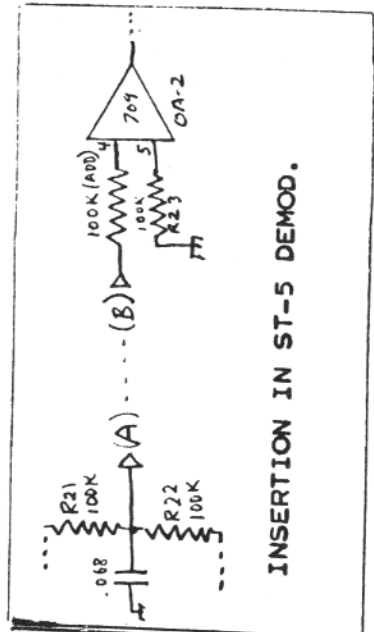 R21
100K
.068
R22
100K
(A)
(B)
100K (ADD)
4
5
709
OA-2
100K
R23
INSERTION IN ST-5 DEMOD.